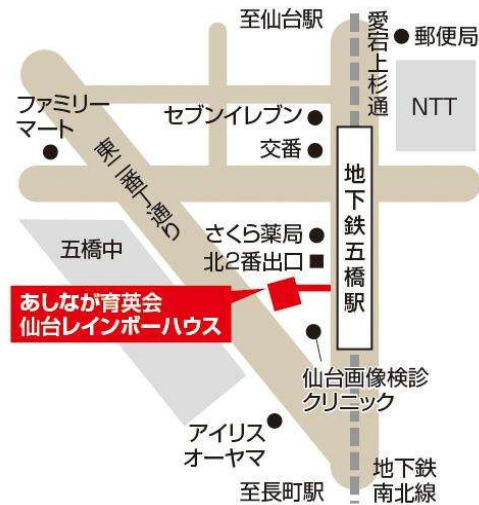 至仙台駅
愛宕上杉通
郵便局
NTT
ファミリー
マート
セブンイレブン
交番
東二番丁通り
地下鉄五橋駅
五橋中
さくら薬局
北2番出口
あしなが育英会
仙台レインボーハウス
仙台画像検診
クリニック
アイリス
オーヤマ
至長町駅
地下鉄
南北線